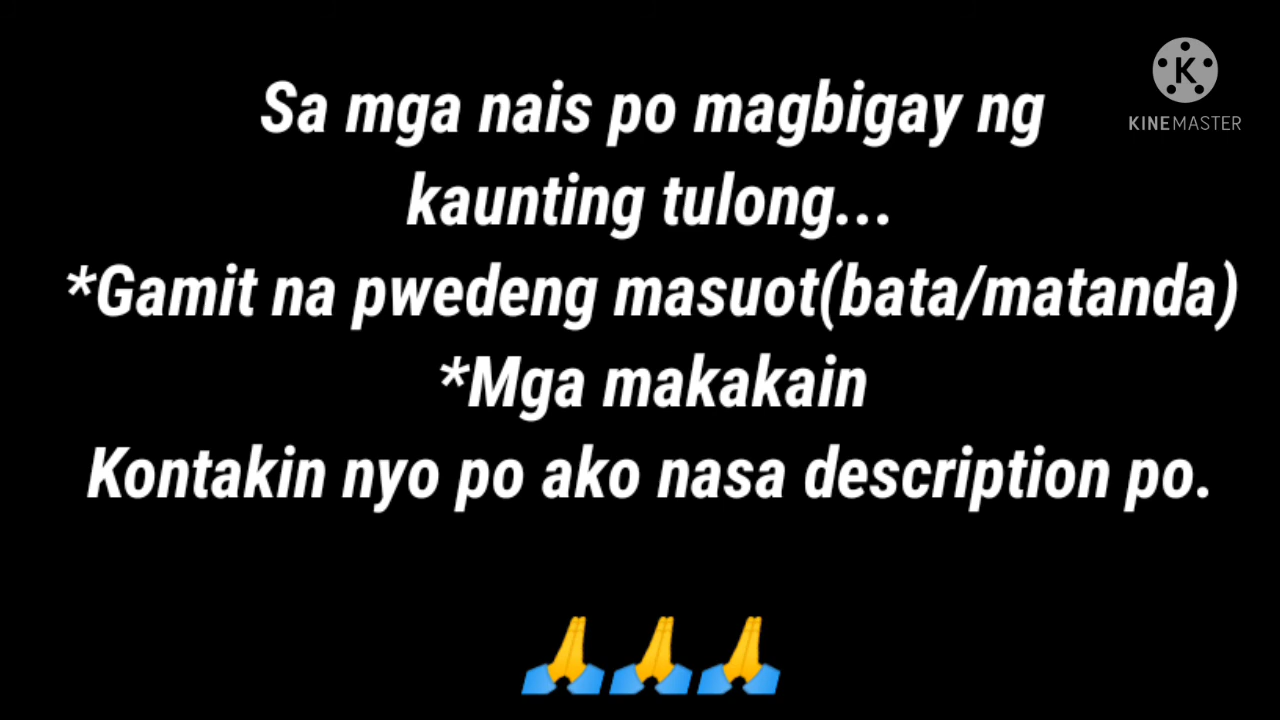 Sa mga nais po magbigay ng
kaunting tulong...
*Gamit na pwedeng masuot(bata/matanda)
*Mga makakain
Kontakin nyo po ako nasa description po.
🙏🙏🙏
K
KINEMASTER